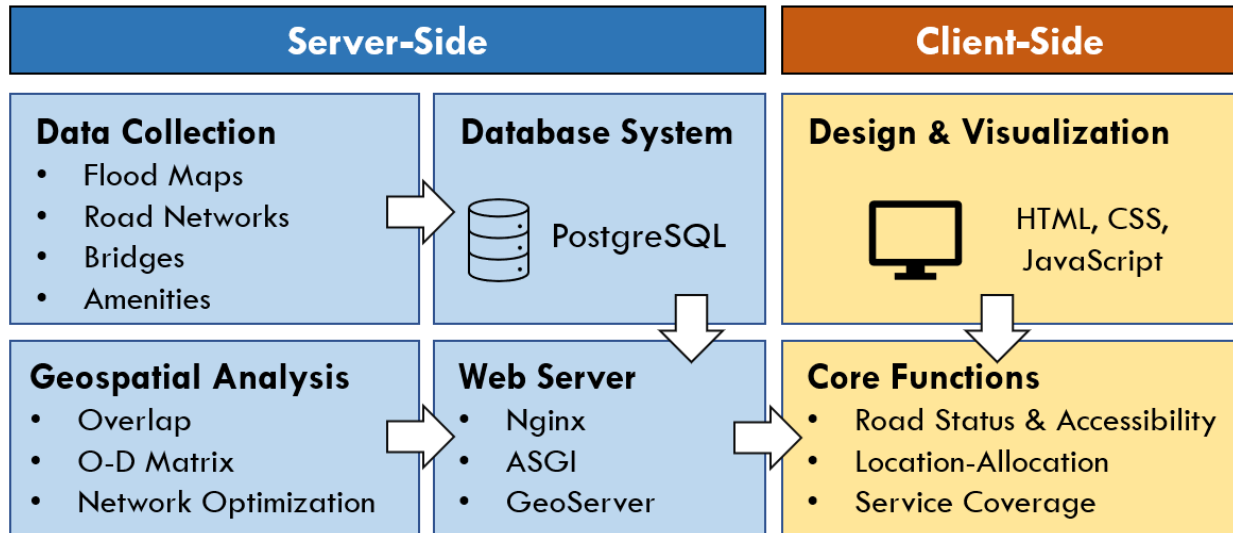 Server-Side
Client-Side
Data Collection
• Flood Maps
• Road Networks
• Bridges
• Amenities
Database System
PostgreSQL
Design & Visualization
HTML, CSS,
JavaScript
Geospatial Analysis
• Overlap
• O-D Matrix
• Network Optimization
Web Server
• Nginx
• ASGI
• GeoServer
Core Functions
• Road Status & Accessibility
• Location-Allocation
• Service Coverage